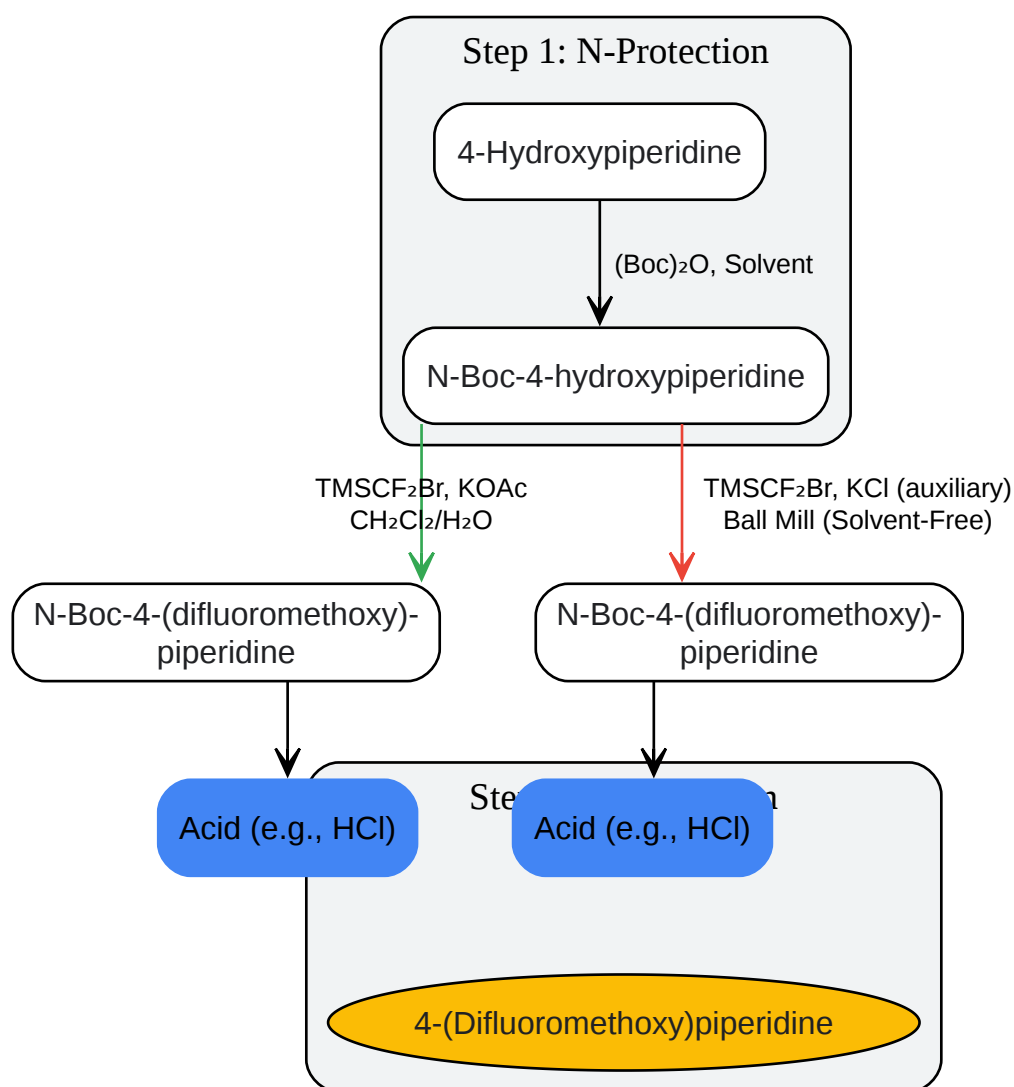 Step 1: N-Protection
4-Hydroxypiperidine
(Boc)₂O, Solvent
N-Boc-4-hydroxypiperidine
TMSCF₂Br, KOAc
CH₂Cl₂/H₂O
TMSCF₂Br, KCl (auxiliary)
Ball Mill (Solvent-Free)
N-Boc-4-(difluoromethoxy)-
piperidine
N-Boc-4-(difluoromethoxy)-
piperidine
Acid (e.g., HCl)
Acid (e.g., HCl)
4-(Difluoromethoxy)piperidine